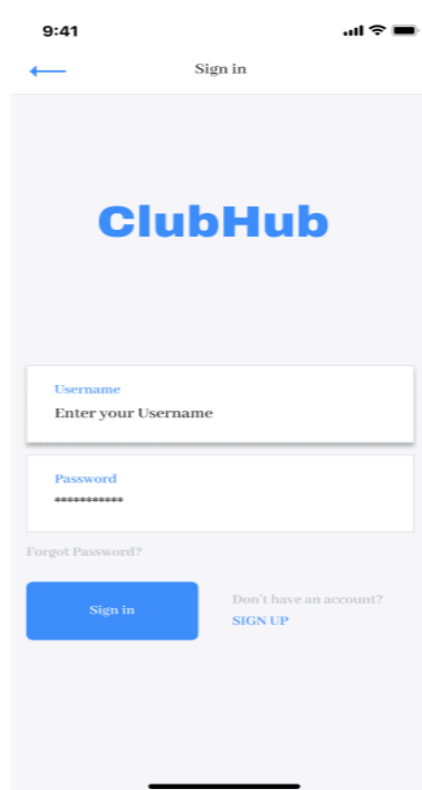 9:41
Sign in
ClubHub
Username
Enter your Username
Password
***********
Forgot Password?
Sign in
Don't have an account?
SIGN UP